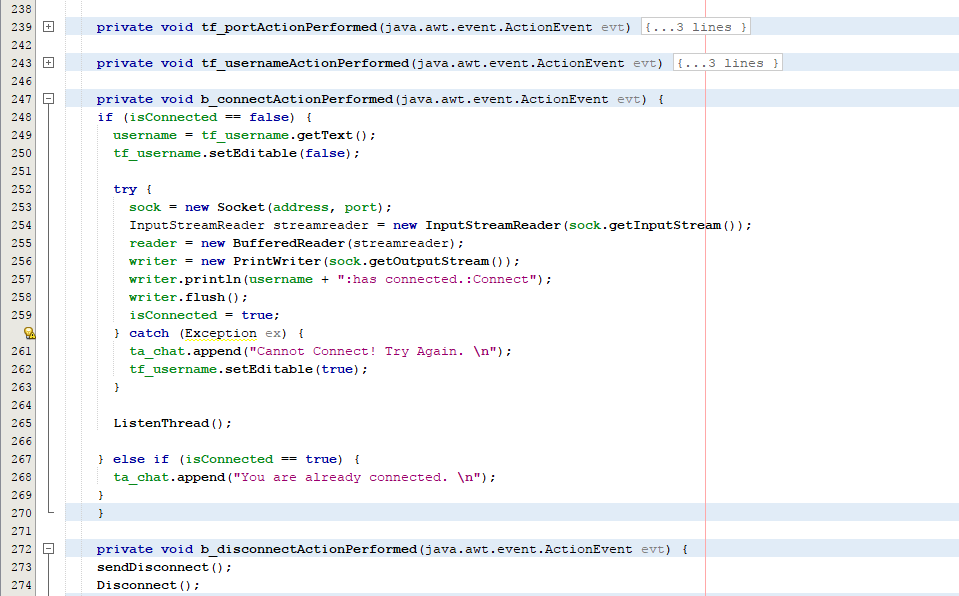 238
239 private void tf_portActionPerformed(java.awt.event.ActionEvent evt) {...3 lines }
242
243 private void tf_usernameActionPerformed(java.awt.event.ActionEvent evt) {...3 lines }
246
247 private void b_connectActionPerformed(java.awt.event.ActionEvent evt) {
248 if (isConnected == false) {
249 username = tf_username.getText();
250 tf_username.setEditable(false);
251
252 try {
253 sock = new Socket(address, port);
254 InputStreamReader streamreader = new InputStreamReader(sock.getInputStream());
255 reader = new BufferedReader(streamreader);
256 writer = new PrintWriter(sock.getOutputStream());
257 writer.println(username + ":has connected.:Connect");
258 writer.flush();
259 isConnected = true;
} catch (Exception ex) {
261 ta_chat.append("Cannot Connect! Try Again. \n");
262 tf_username.setEditable(true);
263 }
264
265 ListenThread();
266
267 } else if (isConnected == true) {
268 ta_chat.append("You are already connected. \n");
269 }
270 }
271
272 private void b_disconnectActionPerformed(java.awt.event.ActionEvent evt) {
273 sendDisconnect();
274 Disconnect();